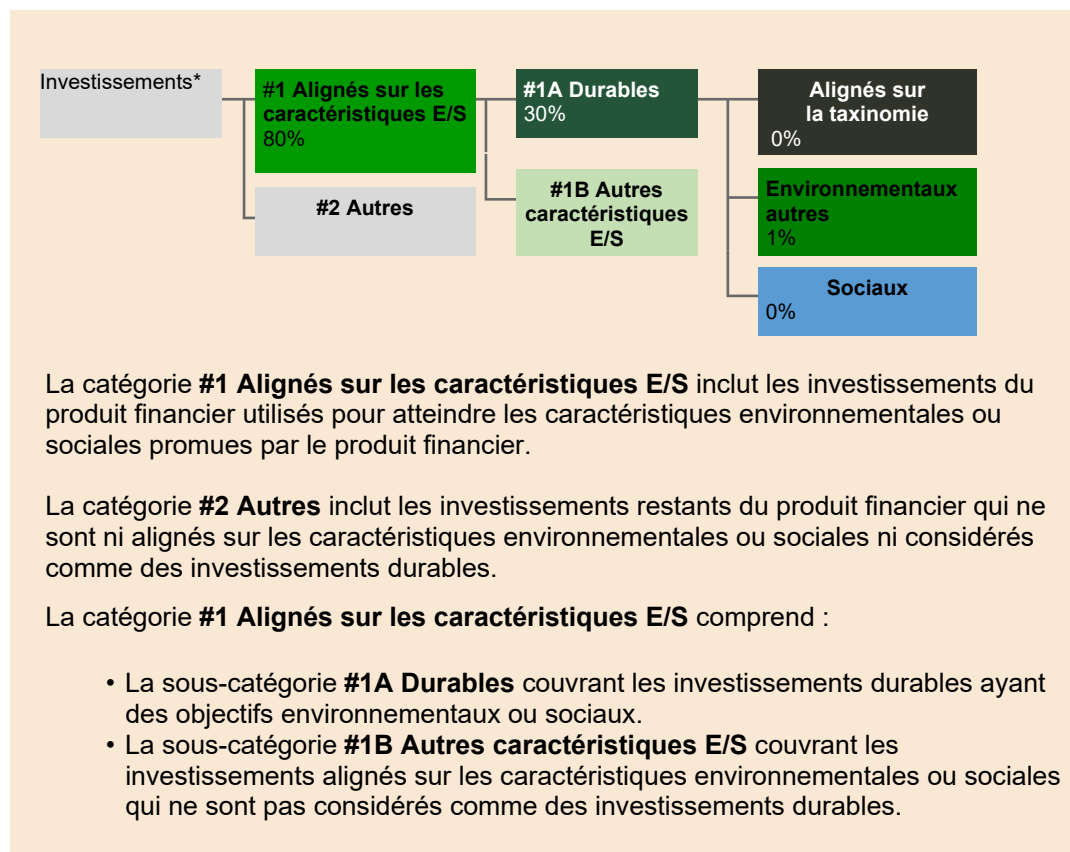 Investissements*
#1 Alignés sur les
caractéristiques E/S
80%
#2 Autres
#1A Durables
30%
#1B Autres
caractéristiques
E/S
Alignés sur
la taxinomie
0%
Environnementaux
autres
1%
Sociaux
0%
La catégorie #1 Alignés sur les caractéristiques E/S inclut les investissements du
produit financier utilisés pour atteindre les caractéristiques environnementales ou
sociales promues par le produit financier.
La catégorie #2 Autres inclut les investissements restants du produit financier qui ne
sont ni alignés sur les caractéristiques environnementales ou sociales ni considérés
comme des investissements durables.
La catégorie #1 Alignés sur les caractéristiques E/S comprend :
• La sous-catégorie #1A Durables couvrant les investissements durables ayant
des objectifs environnementaux ou sociaux.
• La sous-catégorie #1B Autres caractéristiques E/S couvrant les
investissements alignés sur les caractéristiques environnementales ou sociales
qui ne sont pas considérés comme des investissements durables.